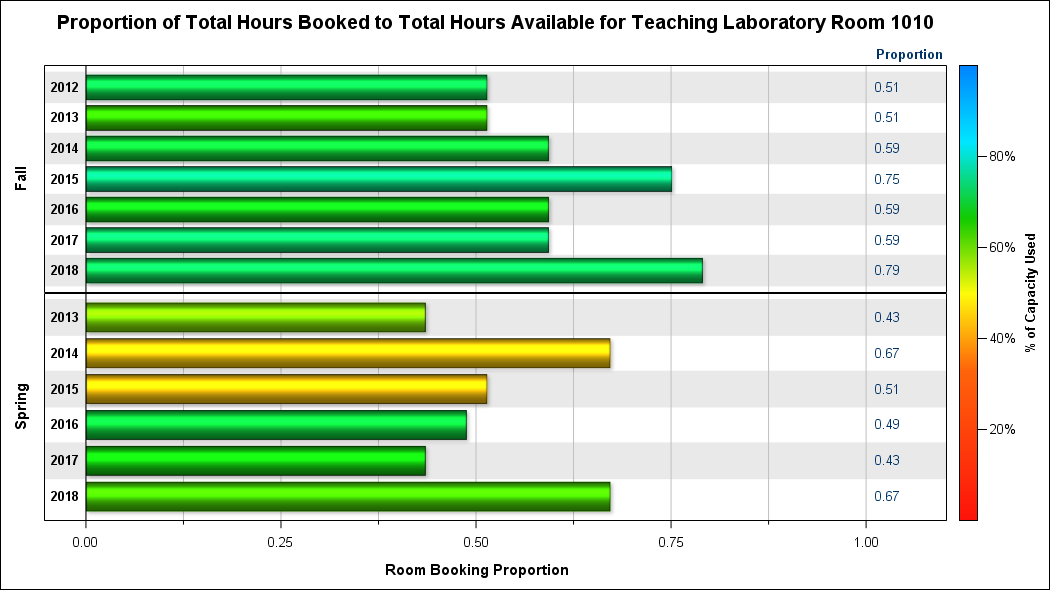 Proportion of Total Hours Booked to Total Hours Available for Teaching Laboratory Room 1010
Proportion
Fall
2012 0.51
2013 0.51
2014 0.59
2015 0.75
2016 0.59
2017 0.59
2018 0.79
Spring
2013 0.43
2014 0.67
2015 0.51
2016 0.49
2017 0.43
2018 0.67
0.00 0.25 0.50 0.75 1.00
Room Booking Proportion
80%
60%
40%
20%
% of Capacity Used